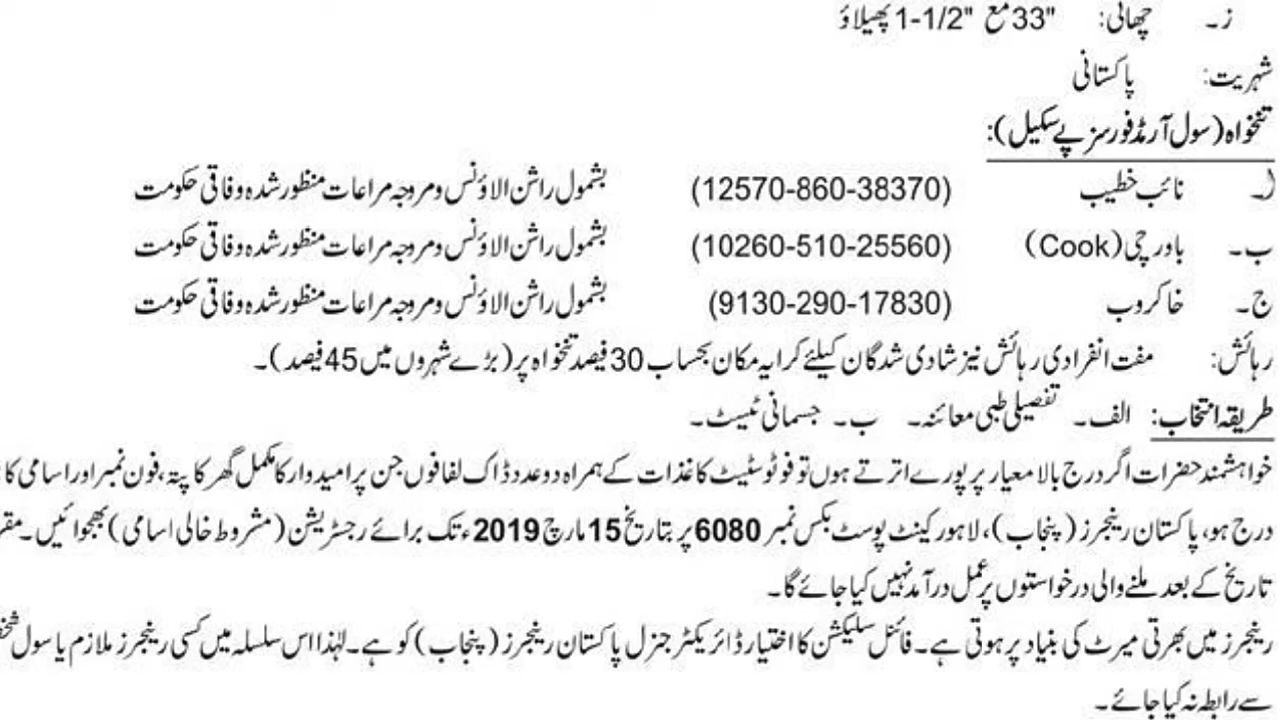 ز۔ چھاتی: 33" مع 1-1/2" پھیلاؤ
شہریت: پاکستانی
تنخواہ (سول آرمڈ فورسز پے سکیل):
ا۔ نائب خطیب (12570-860-38370) بشمول راشن الاؤنس و مروجہ مراعات منظور شدہ وفاقی حکومت
ب۔ باورچی (Cook) (10260-510-25560) بشمول راشن الاؤنس و مروجہ مراعات منظور شدہ وفاقی حکومت
ج۔ خاکروب (9130-290-17830) بشمول راشن الاؤنس و مروجہ مراعات منظور شدہ وفاقی حکومت
رہائش: مفت انفرادی رہائش نیز شادی شدگان کیلئے کرایہ مکان بحساب 30 فیصد تنخواہ پر (بڑے شہروں میں 45 فیصد)۔
طریقہ انتخاب: الف۔ تفصیلی طبی معائنہ۔ ب۔ جسمانی ٹیسٹ۔
خواہشمند حضرات اگر درج بالا معیار پر پورے اترتے ہوں تو فوٹو سٹیٹ کاغذات کے ہمراہ دو عدد ڈاک لفافوں جن پر امیدوار کا مکمل گھر کا پتہ، فون نمبر اور اسامی کا
درج ہو، پاکستان رینجرز (پنجاب)، لاہور کینٹ پوسٹ بکس نمبر 6080 پر بتاریخ 15 مارچ 2019ء تک برائے رجسٹریشن (مشروط خالی اسامی) بھجوائیں۔
تاریخ کے بعد ملنے والی درخواستوں پر عمل درآمد نہیں کیا جائے گا۔
رینجرز میں بھرتی میرٹ کی بنیاد پر ہوتی ہے۔ فائنل سلیکشن کا اختیار ڈائریکٹر جنرل پاکستان رینجرز (پنجاب) کو ہے۔ لہٰذا اس سلسلہ میں کسی رینجرز ملازم یا سول
سے رابطہ نہ کیا جائے۔